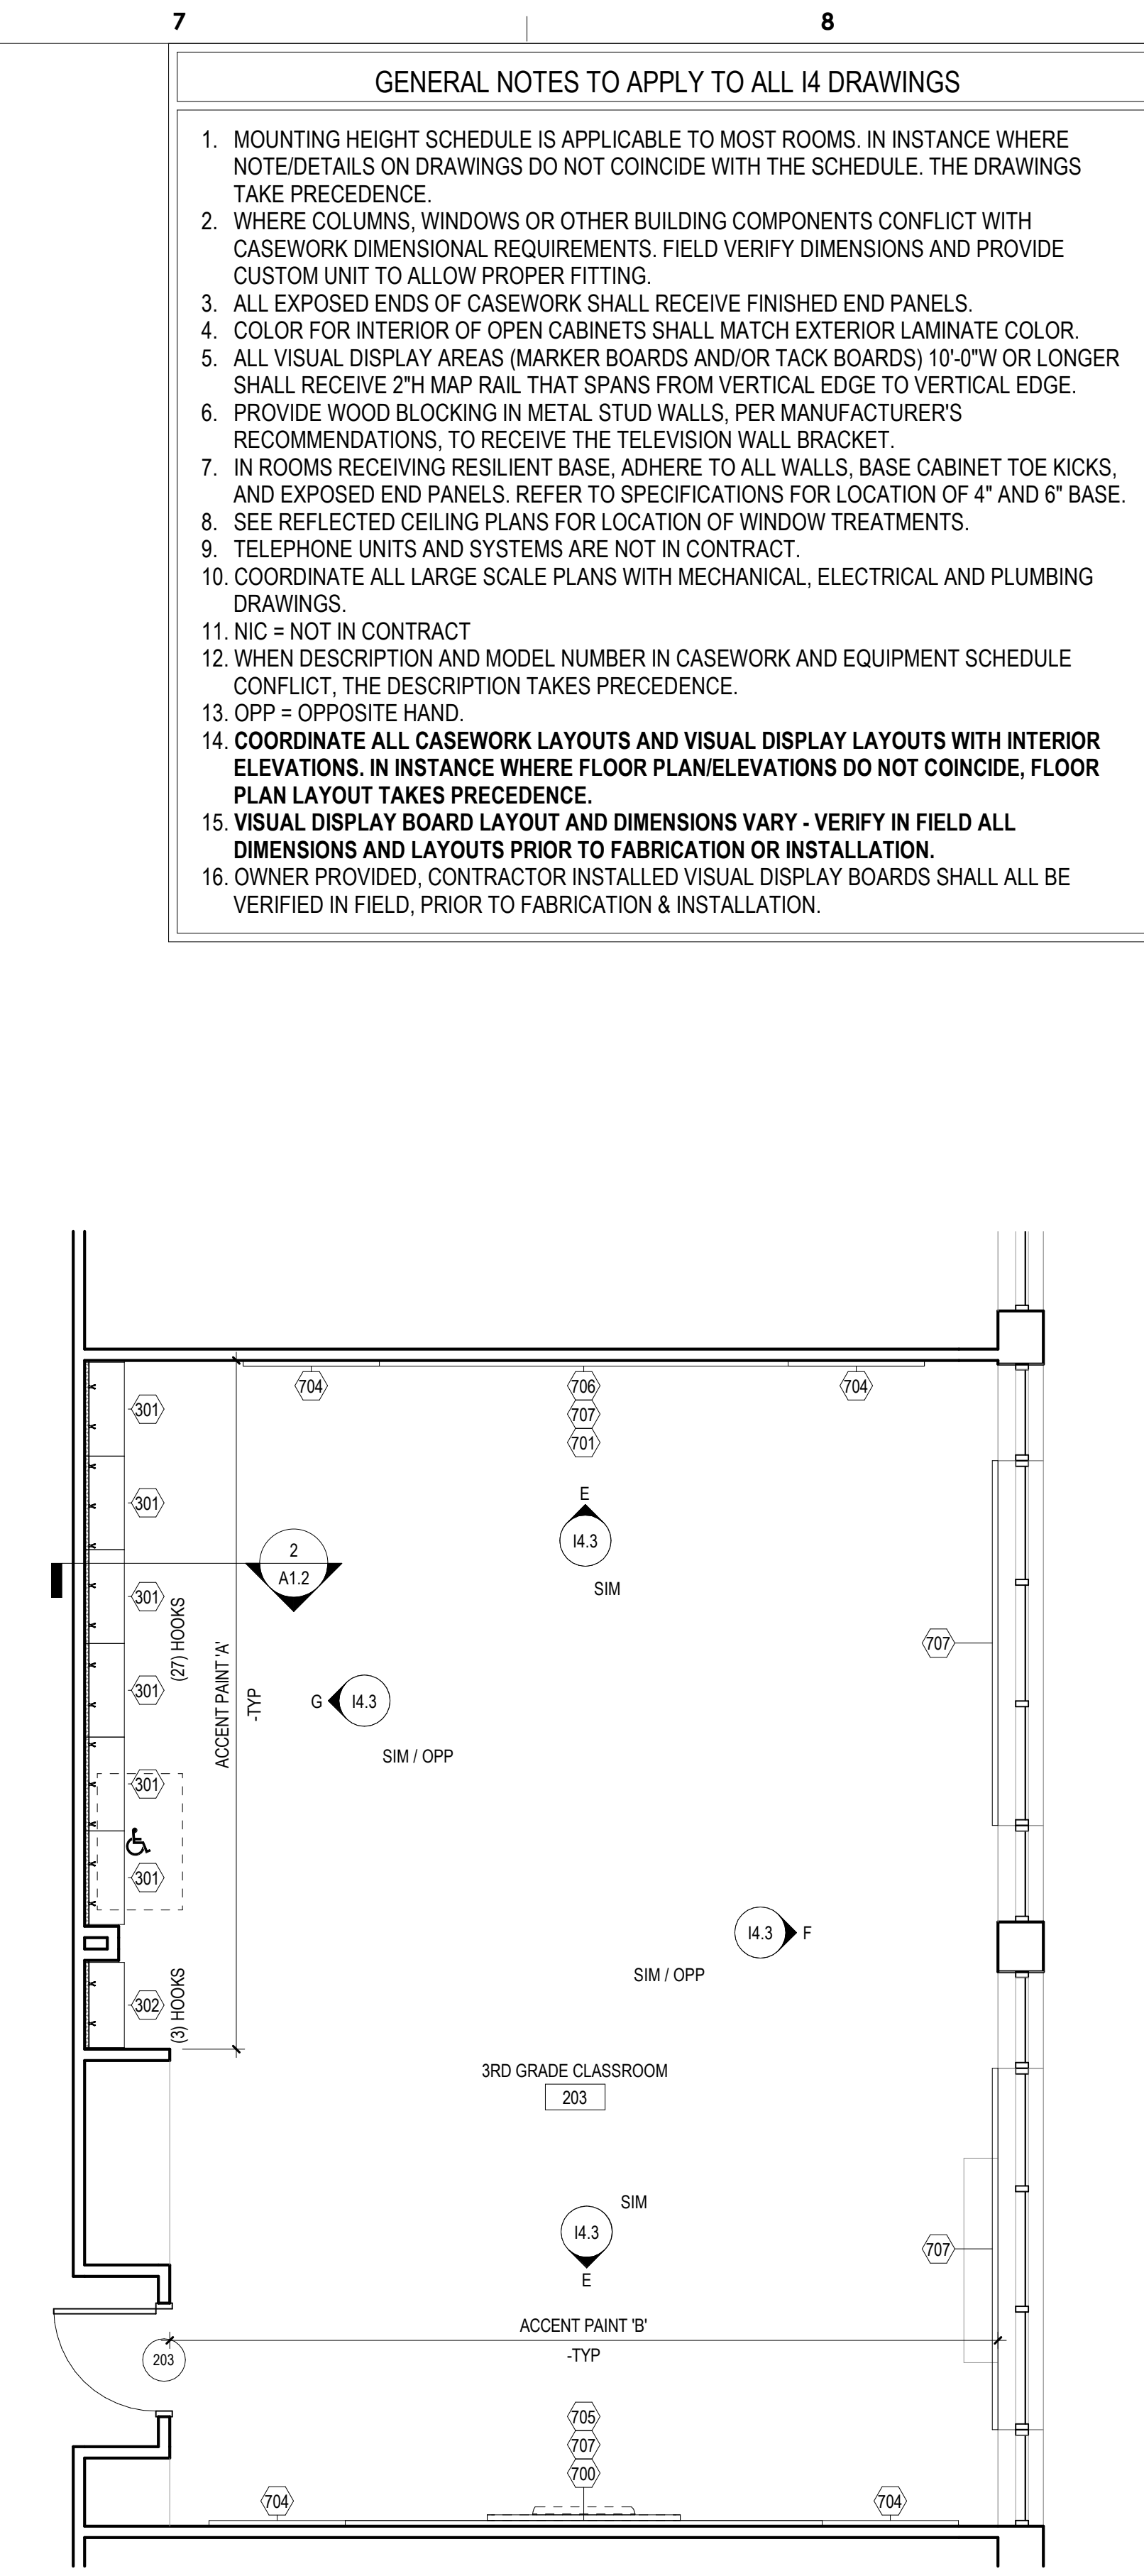 7
8
GENERAL NOTES TO APPLY TO ALL I4 DRAWINGS
1. MOUNTING HEIGHT SCHEDULE IS APPLICABLE TO MOST ROOMS. IN INSTANCE WHERE
NOTE/DETAILS ON DRAWINGS DO NOT COINCIDE WITH THE SCHEDULE. THE DRAWINGS
TAKE PRECEDENCE.
2. WHERE COLUMNS, WINDOWS OR OTHER BUILDING COMPONENTS CONFLICT WITH
CASEWORK DIMENSIONAL REQUIREMENTS. FIELD VERIFY DIMENSIONS AND PROVIDE
CUSTOM UNIT TO ALLOW PROPER FITTING.
3. ALL EXPOSED ENDS OF CASEWORK SHALL RECEIVE FINISHED END PANELS.
4. COLOR FOR INTERIOR OF OPEN CABINETS SHALL MATCH EXTERIOR LAMINATE COLOR.
5. ALL VISUAL DISPLAY AREAS (MARKER BOARDS AND/OR TACK BOARDS) 10'-0"W OR LONGER
SHALL RECEIVE 2"H MAP RAIL THAT SPANS FROM VERTICAL EDGE TO VERTICAL EDGE.
6. PROVIDE WOOD BLOCKING IN METAL STUD WALLS, PER MANUFACTURER'S
RECOMMENDATIONS, TO RECEIVE THE TELEVISION WALL BRACKET.
7. IN ROOMS RECEIVING RESILIENT BASE, ADHERE TO ALL WALLS, BASE CABINET TOE KICKS,
AND EXPOSED END PANELS. REFER TO SPECIFICATIONS FOR LOCATION OF 4" AND 6" BASE.
8. SEE REFLECTED CEILING PLANS FOR LOCATION OF WINDOW TREATMENTS.
9. TELEPHONE UNITS AND SYSTEMS ARE NOT IN CONTRACT.
10. COORDINATE ALL LARGE SCALE PLANS WITH MECHANICAL, ELECTRICAL AND PLUMBING
DRAWINGS.
11. NIC = NOT IN CONTRACT
12. WHEN DESCRIPTION AND MODEL NUMBER IN CASEWORK AND EQUIPMENT SCHEDULE
CONFLICT, THE DESCRIPTION TAKES PRECEDENCE.
13. OPP = OPPOSITE HAND.
14. COORDINATE ALL CASEWORK LAYOUTS AND VISUAL DISPLAY LAYOUTS WITH INTERIOR
ELEVATIONS. IN INSTANCE WHERE FLOOR PLAN/ELEVATIONS DO NOT COINCIDE, FLOOR
PLAN LAYOUT TAKES PRECEDENCE.
15. VISUAL DISPLAY BOARD LAYOUT AND DIMENSIONS VARY - VERIFY IN FIELD ALL
DIMENSIONS AND LAYOUTS PRIOR TO FABRICATION OR INSTALLATION.
16. OWNER PROVIDED, CONTRACTOR INSTALLED VISUAL DISPLAY BOARDS SHALL ALL BE
VERIFIED IN FIELD, PRIOR TO FABRICATION & INSTALLATION.
704
706
704
707
701
301
301
301
301
301
301
302
(27) HOOKS
(3) HOOKS
2
A1.2
ACCENT PAINT 'A'
-TYP
E
I4.3
SIM
G
I4.3
SIM / OPP
707
I4.3
F
SIM / OPP
3RD GRADE CLASSROOM
203
SIM
I4.3
E
707
ACCENT PAINT 'B'
-TYP
203
705
707
700
704
704